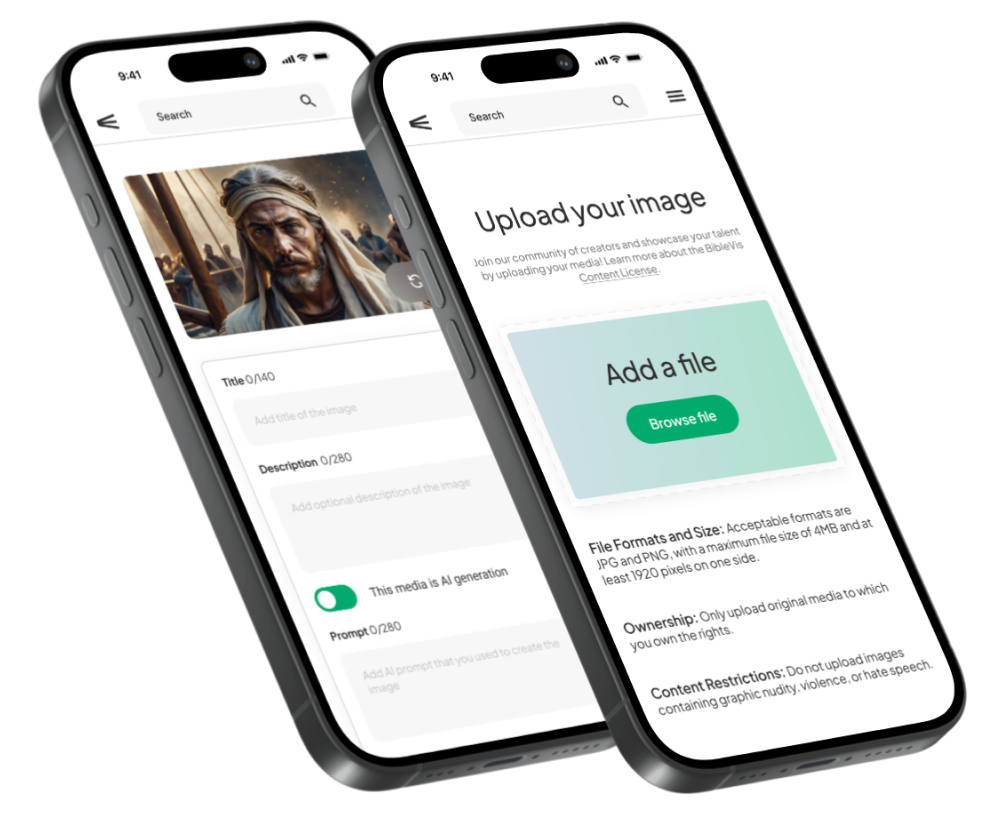 9:41
Search
Title 0/140
Add title of the image
Description 0/280
Add optional description of the image
This media is AI generation
Prompt 0/280
Add AI prompt that you used to create the
image
9:41
Search
Upload your image
Join our community of creators and showcase your talent
by uploading your media! Learn more about the BibleVis
Content License.
Add a file
Browse file
File Formats and Size: Acceptable formats are
JPG and PNG, with a maximum file size of 4MB and at
least 1920 pixels on one side.
Ownership: Only upload original media to which
you own the rights.
Content Restrictions: Do not upload images
containing graphic nudity, violence, or hate speech.